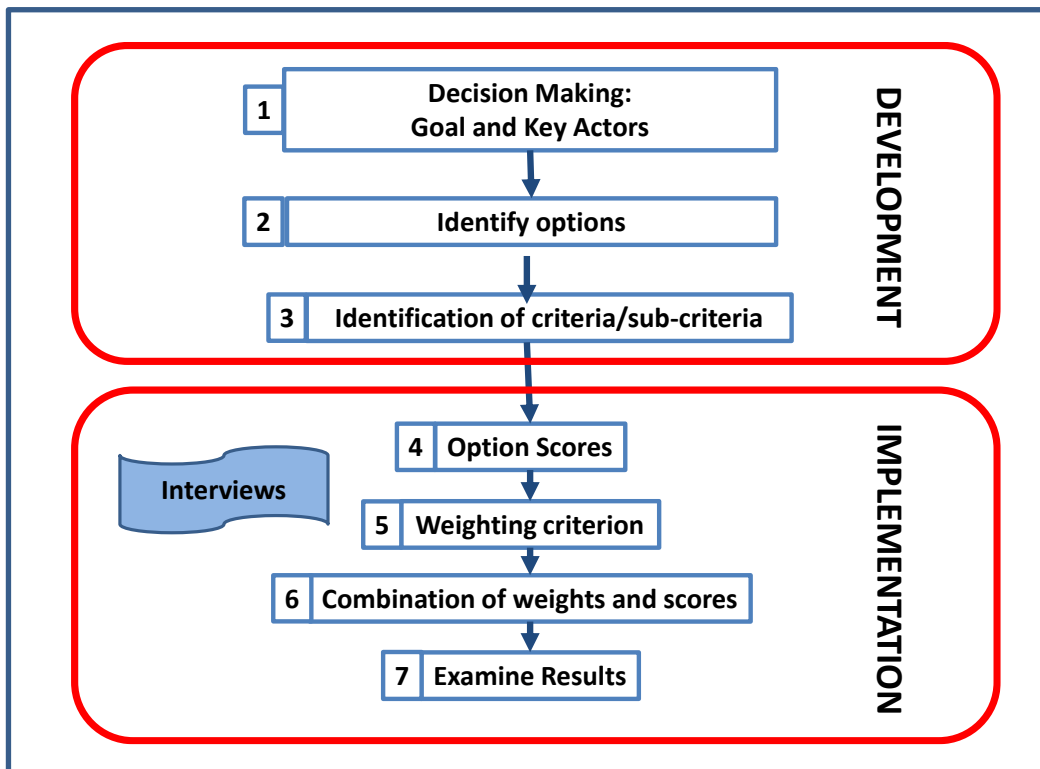 1
Decision Making:
Goal and Key Actors
2
Identify options
3
Identification of criteria/sub-criteria
DEVELOPMENT
Interviews
4
Option Scores
5
Weighting criterion
6
Combination of weights and scores
7
Examine Results
IMPLEMENTATION